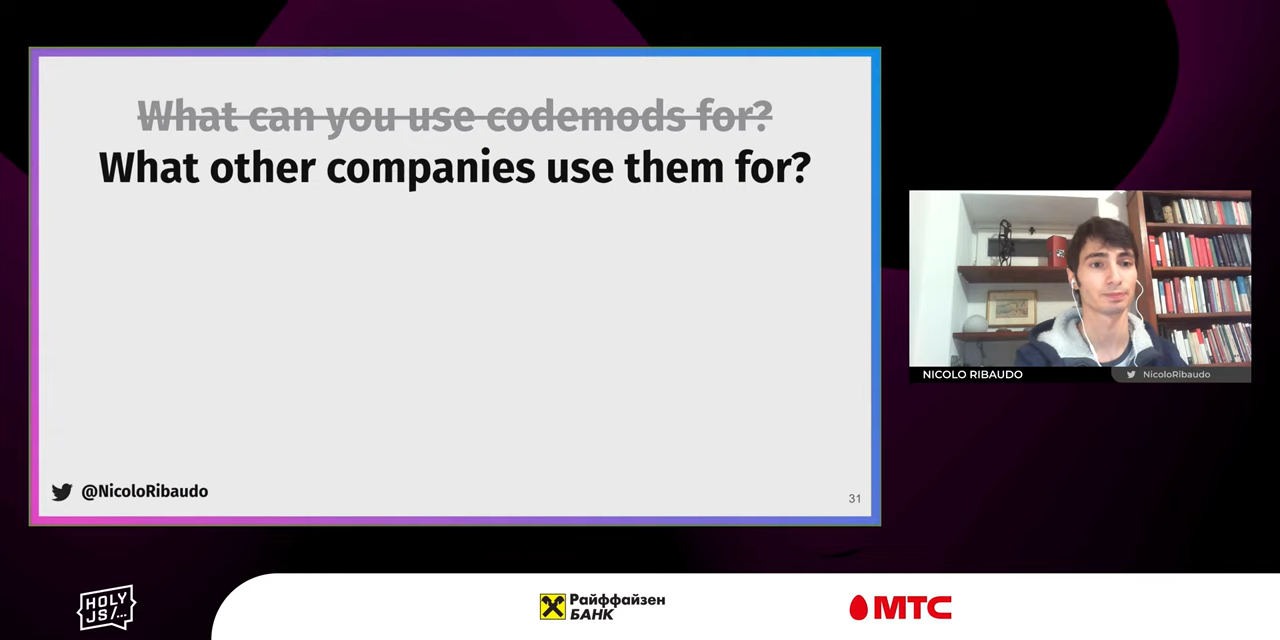 What can you use codemods for?
What other companies use them for?
@NicoloRibaudo
31
NICOLO RIBAUDO
NicoloRibaudo
HOLY
JS/...
Райффайзен
БАНК
МТС